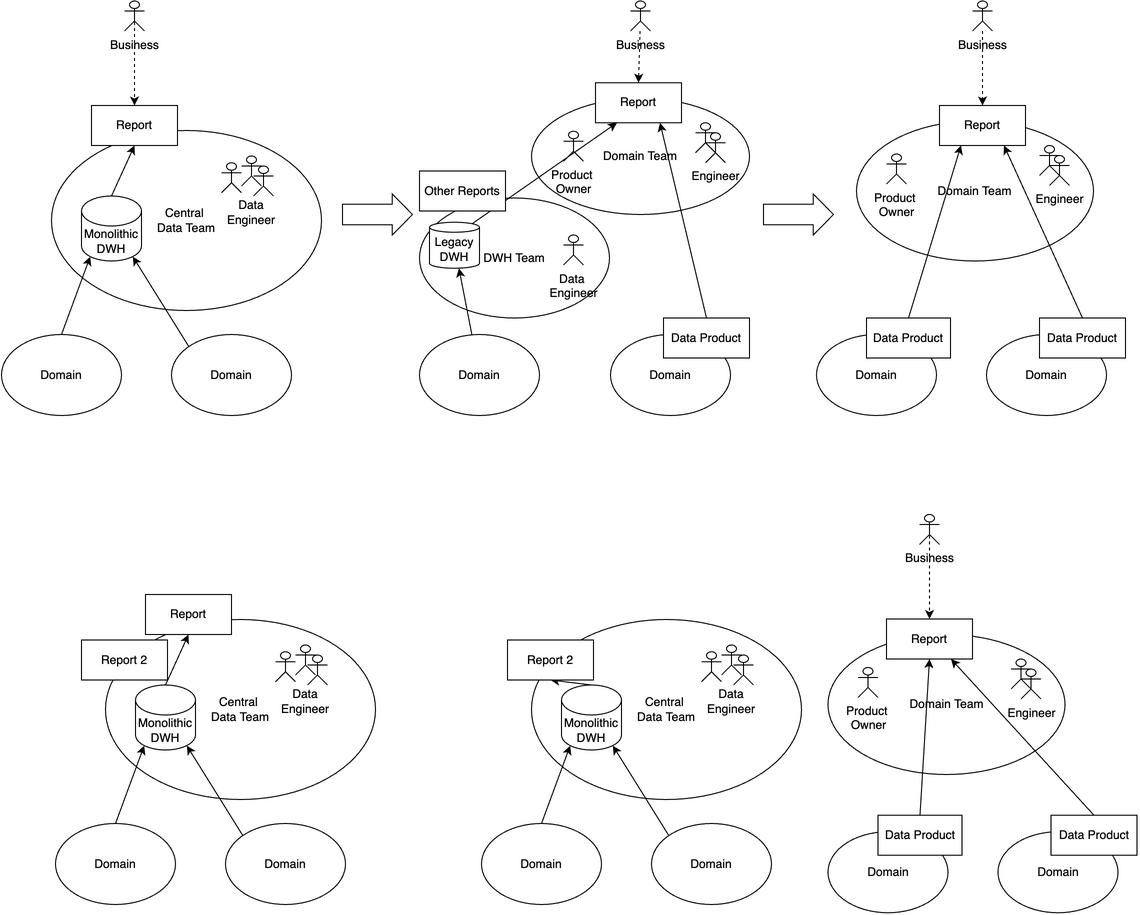 Business
Report
Central
Data Team
Data
Engineer
Monolithic
DWH
Domain
Domain
Business
Report
Domain Team
Product
Owner
Engineer
Other Reports
Legacy
DWH
DWH Team
Data
Engineer
Data Product
Domain
Domain
Business
Report
Domain Team
Product
Owner
Engineer
Data Product
Domain
Data Product
Domain
Report
Report 2
Central
Data Team
Data
Engineer
Monolithic
DWH
Domain
Domain
Report 2
Central
Data Team
Data
Engineer
Monolithic
DWH
Domain
Domain
Business
Report
Domain Team
Product
Owner
Engineer
Data Product
Domain
Data Product
Domain